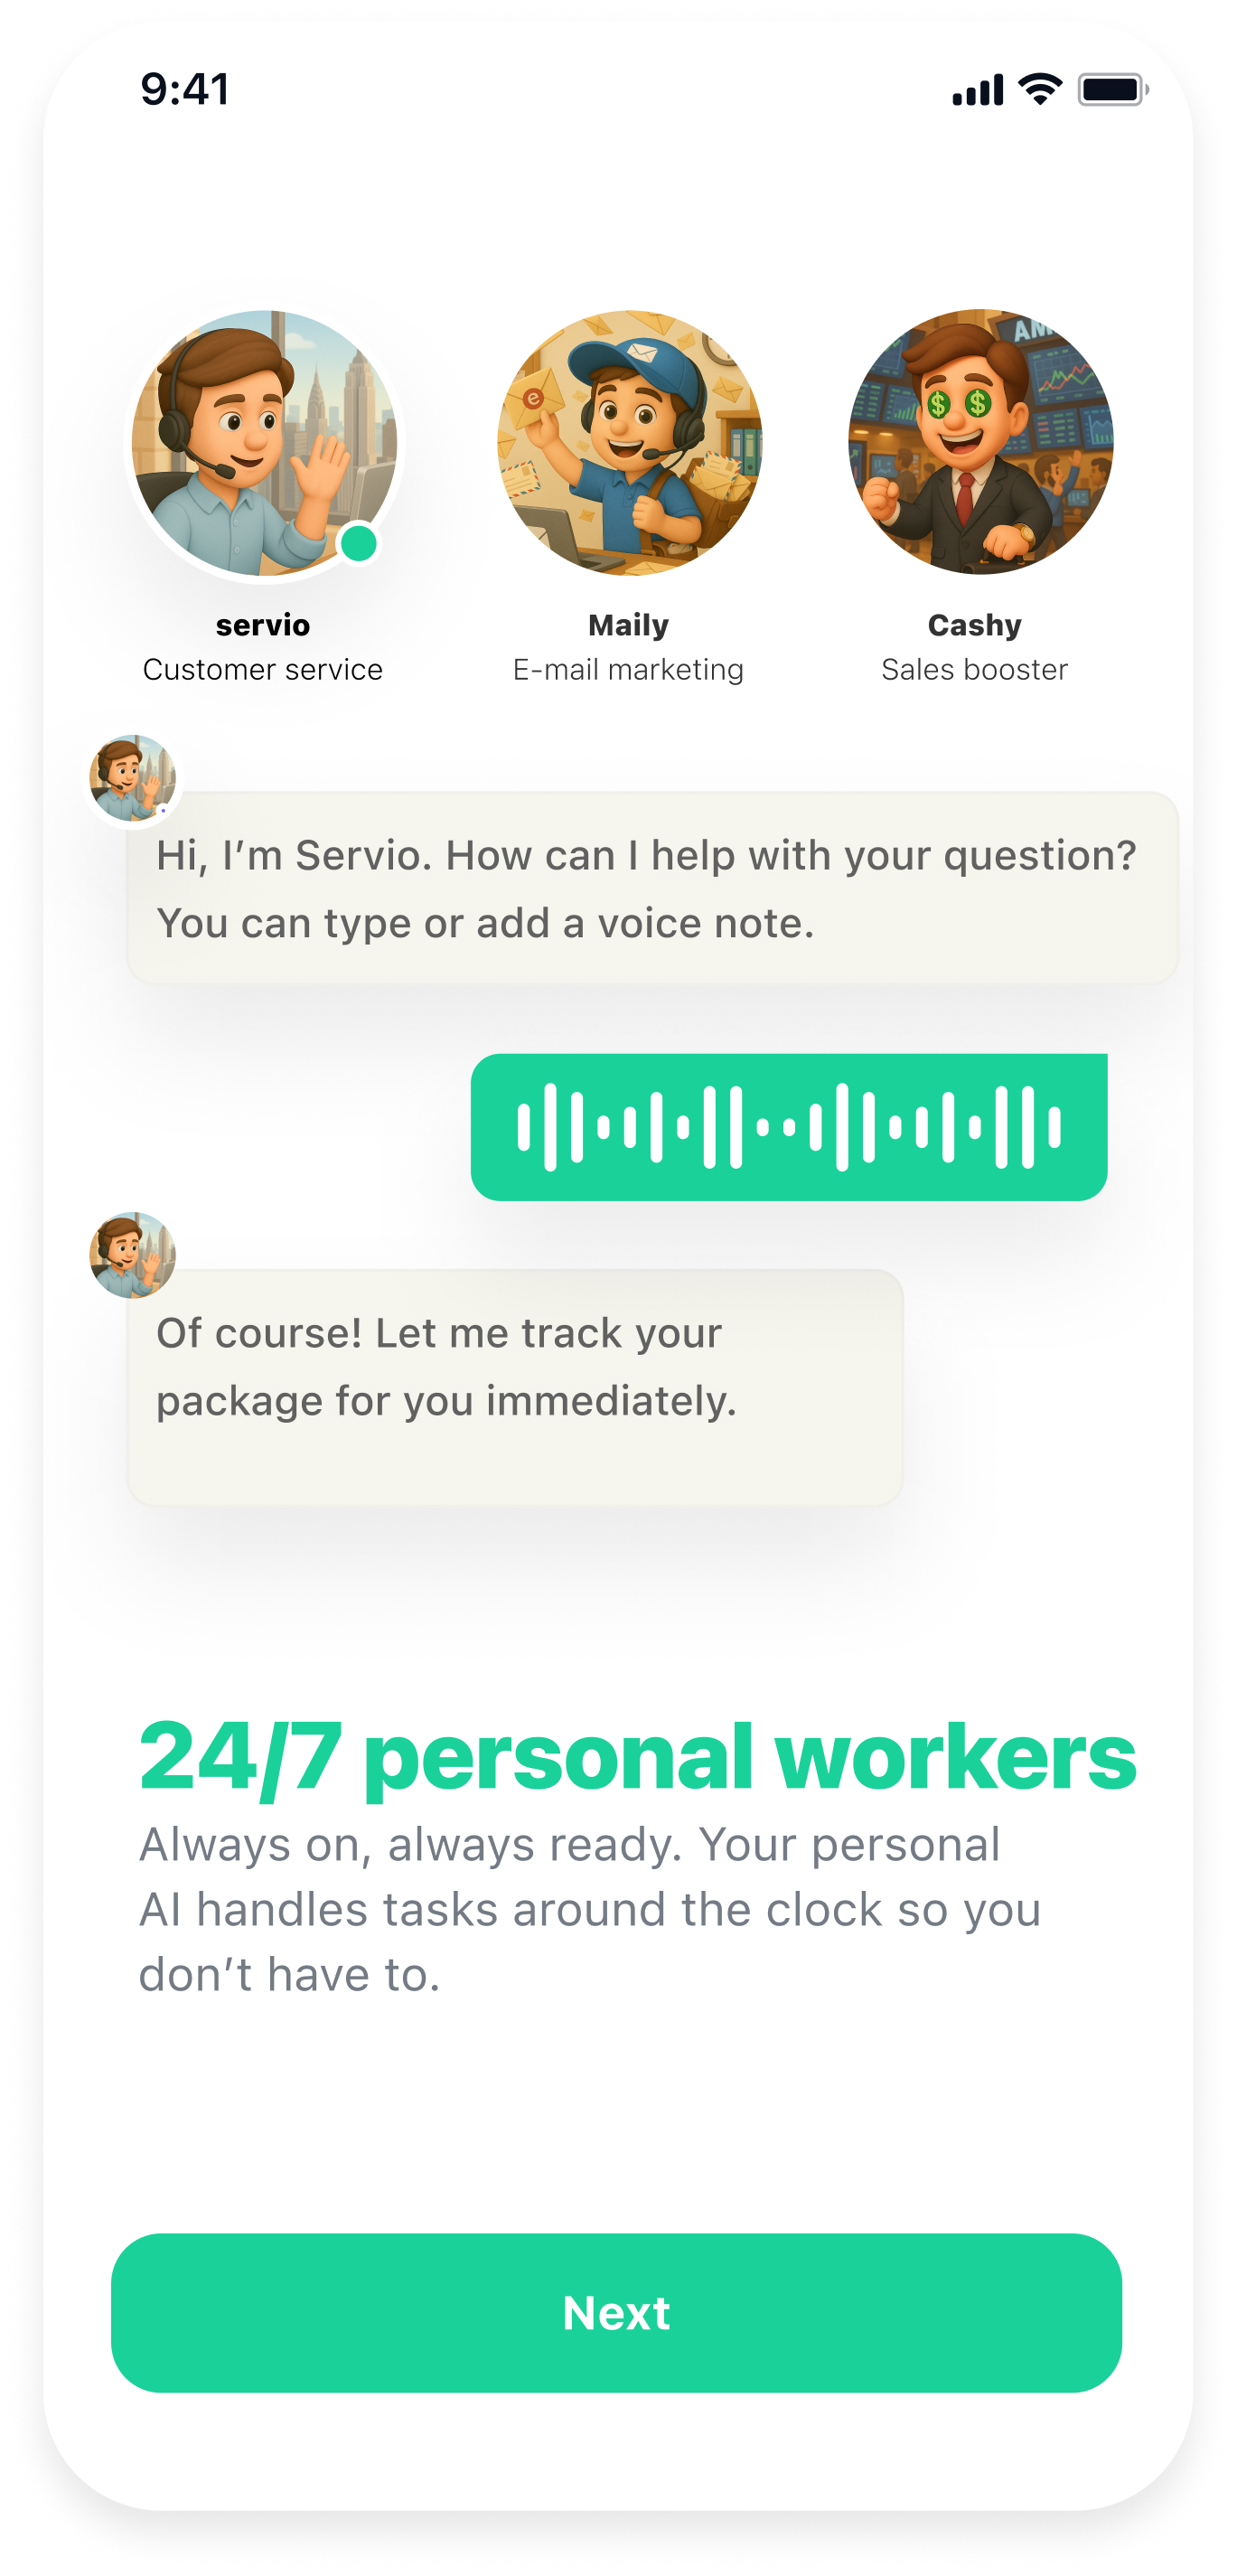 9:41
AM
servio
Maily
Cashy
Customer service
E-mail marketing
Sales booster
Hi, I’m Servio. How can I help with your question?
You can type or add a voice note.
Of course! Let me track your
package for you immediately.
24/7 personal workers
Always on, always ready. Your personal
AI handles tasks around the clock so you
don’t have to.
Next